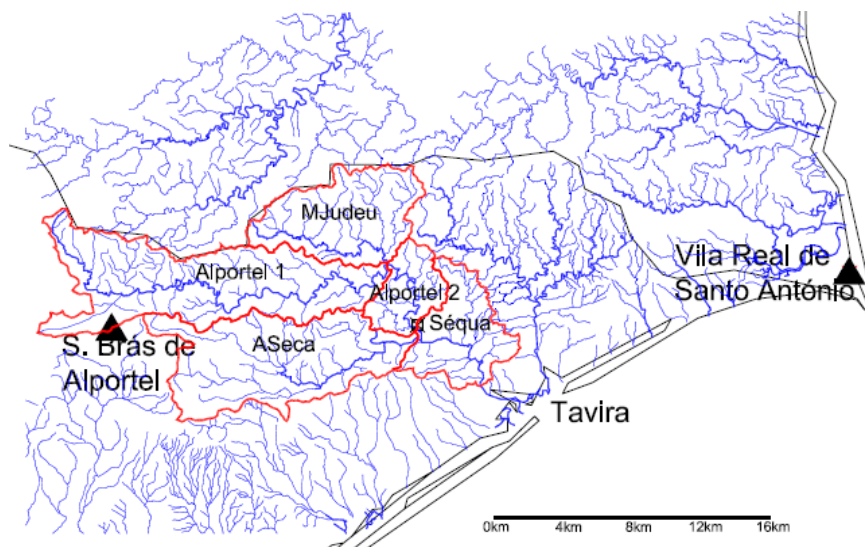 MJudeu
Alportel 1
Vila Real de
Santo António
Alportel 2
Séqua
S. Brás de
Alportel
ASeca
Tavira
0km 4km 8km 12km 16km